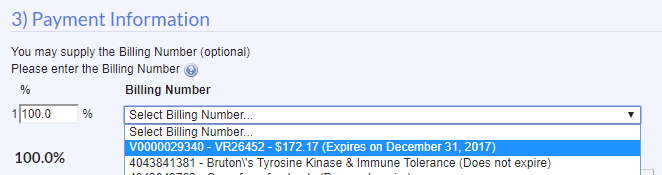 3) Payment Information
You may supply the Billing Number (optional)
Please enter the Billing Number ?
% Billing Number
1 100.0 % Select Billing Number...
Select Billing Number...
V0000029340 - VR26452 - $172.17 (Expires on December 31, 2017)
100.0% 4043841381 - Bruton\'s Tyrosine Kinase & Immune Tolerance (Does not expire)